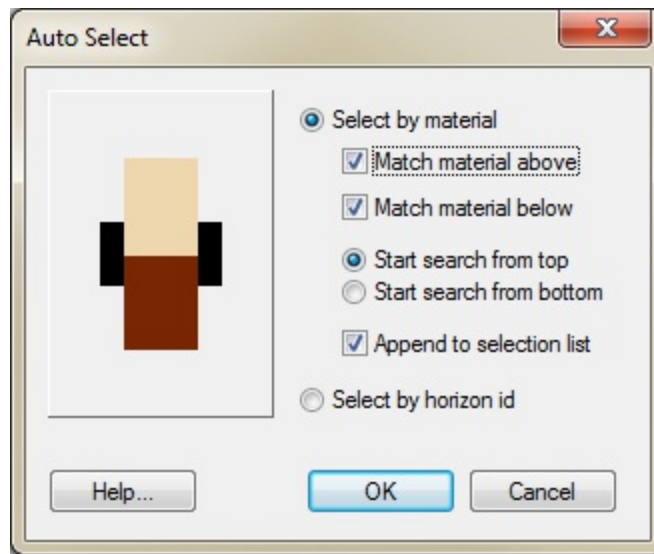 Auto Select
Select by material
Match material above
Match material below
Start search from top
Start search from bottom
Append to selection list
Select by horizon id
Help...
OK
Cancel